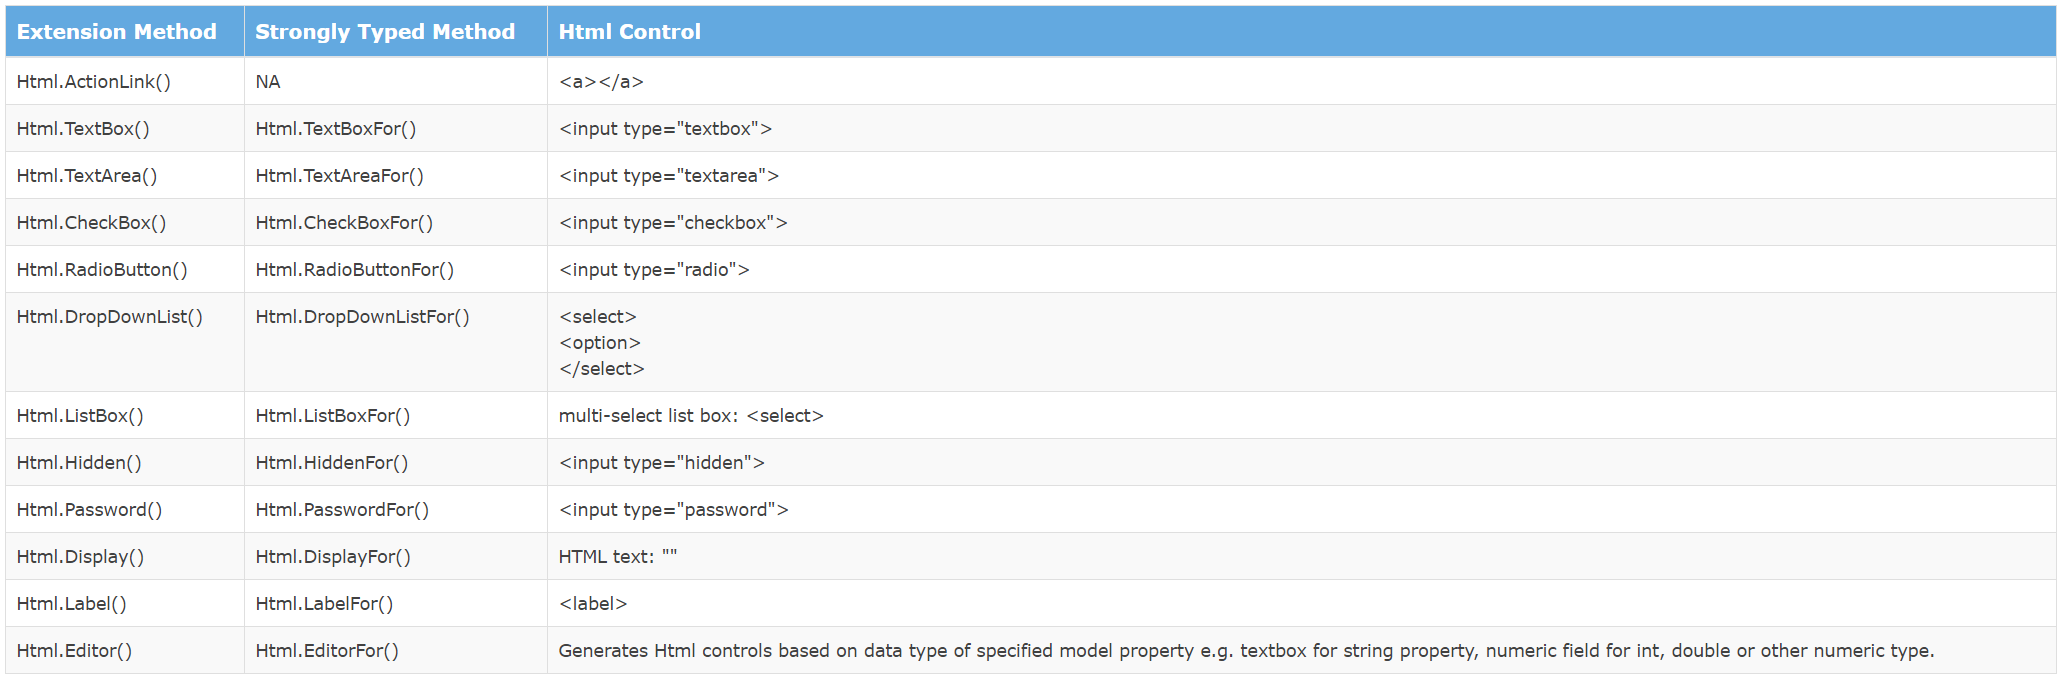 Extension Method Strongly Typed Method Html Control
Html.ActionLink() NA <a></a>
Html.TextBox() Html.TextBoxFor() <input type="textbox">
Html.TextArea() Html.TextAreaFor() <input type="textarea">
Html.CheckBox() Html.CheckBoxFor() <input type="checkbox">
Html.RadioButton() Html.RadioButtonFor() <input type="radio">
Html.DropDownList() Html.DropDownListFor() <select>
<option>
</select>
Html.ListBox() Html.ListBoxFor() multi-select list box: <select>
Html.Hidden() Html.HiddenFor() <input type="hidden">
Html.Password() Html.PasswordFor() <input type="password">
Html.Display() Html.DisplayFor() HTML text: ""
Html.Label() Html.LabelFor() <label>
Html.Editor() Html.EditorFor() Generates Html controls based on data type of specified model property e.g. textbox for string property, numeric field for int, double or other numeric type.